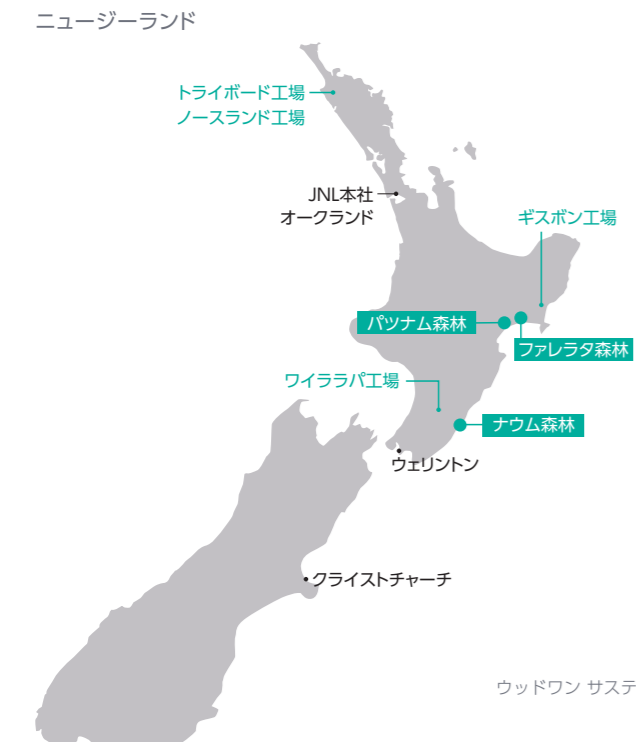 ニュージーランド
トライボード工場
ノースランド工場
JNL本社
オークランド
ギスボン工場
パツナム森林
ファレラタ森林
ワイララパ工場
ナウム森林
ウェリントン
クライストチャーチ
ウッドワン サステ